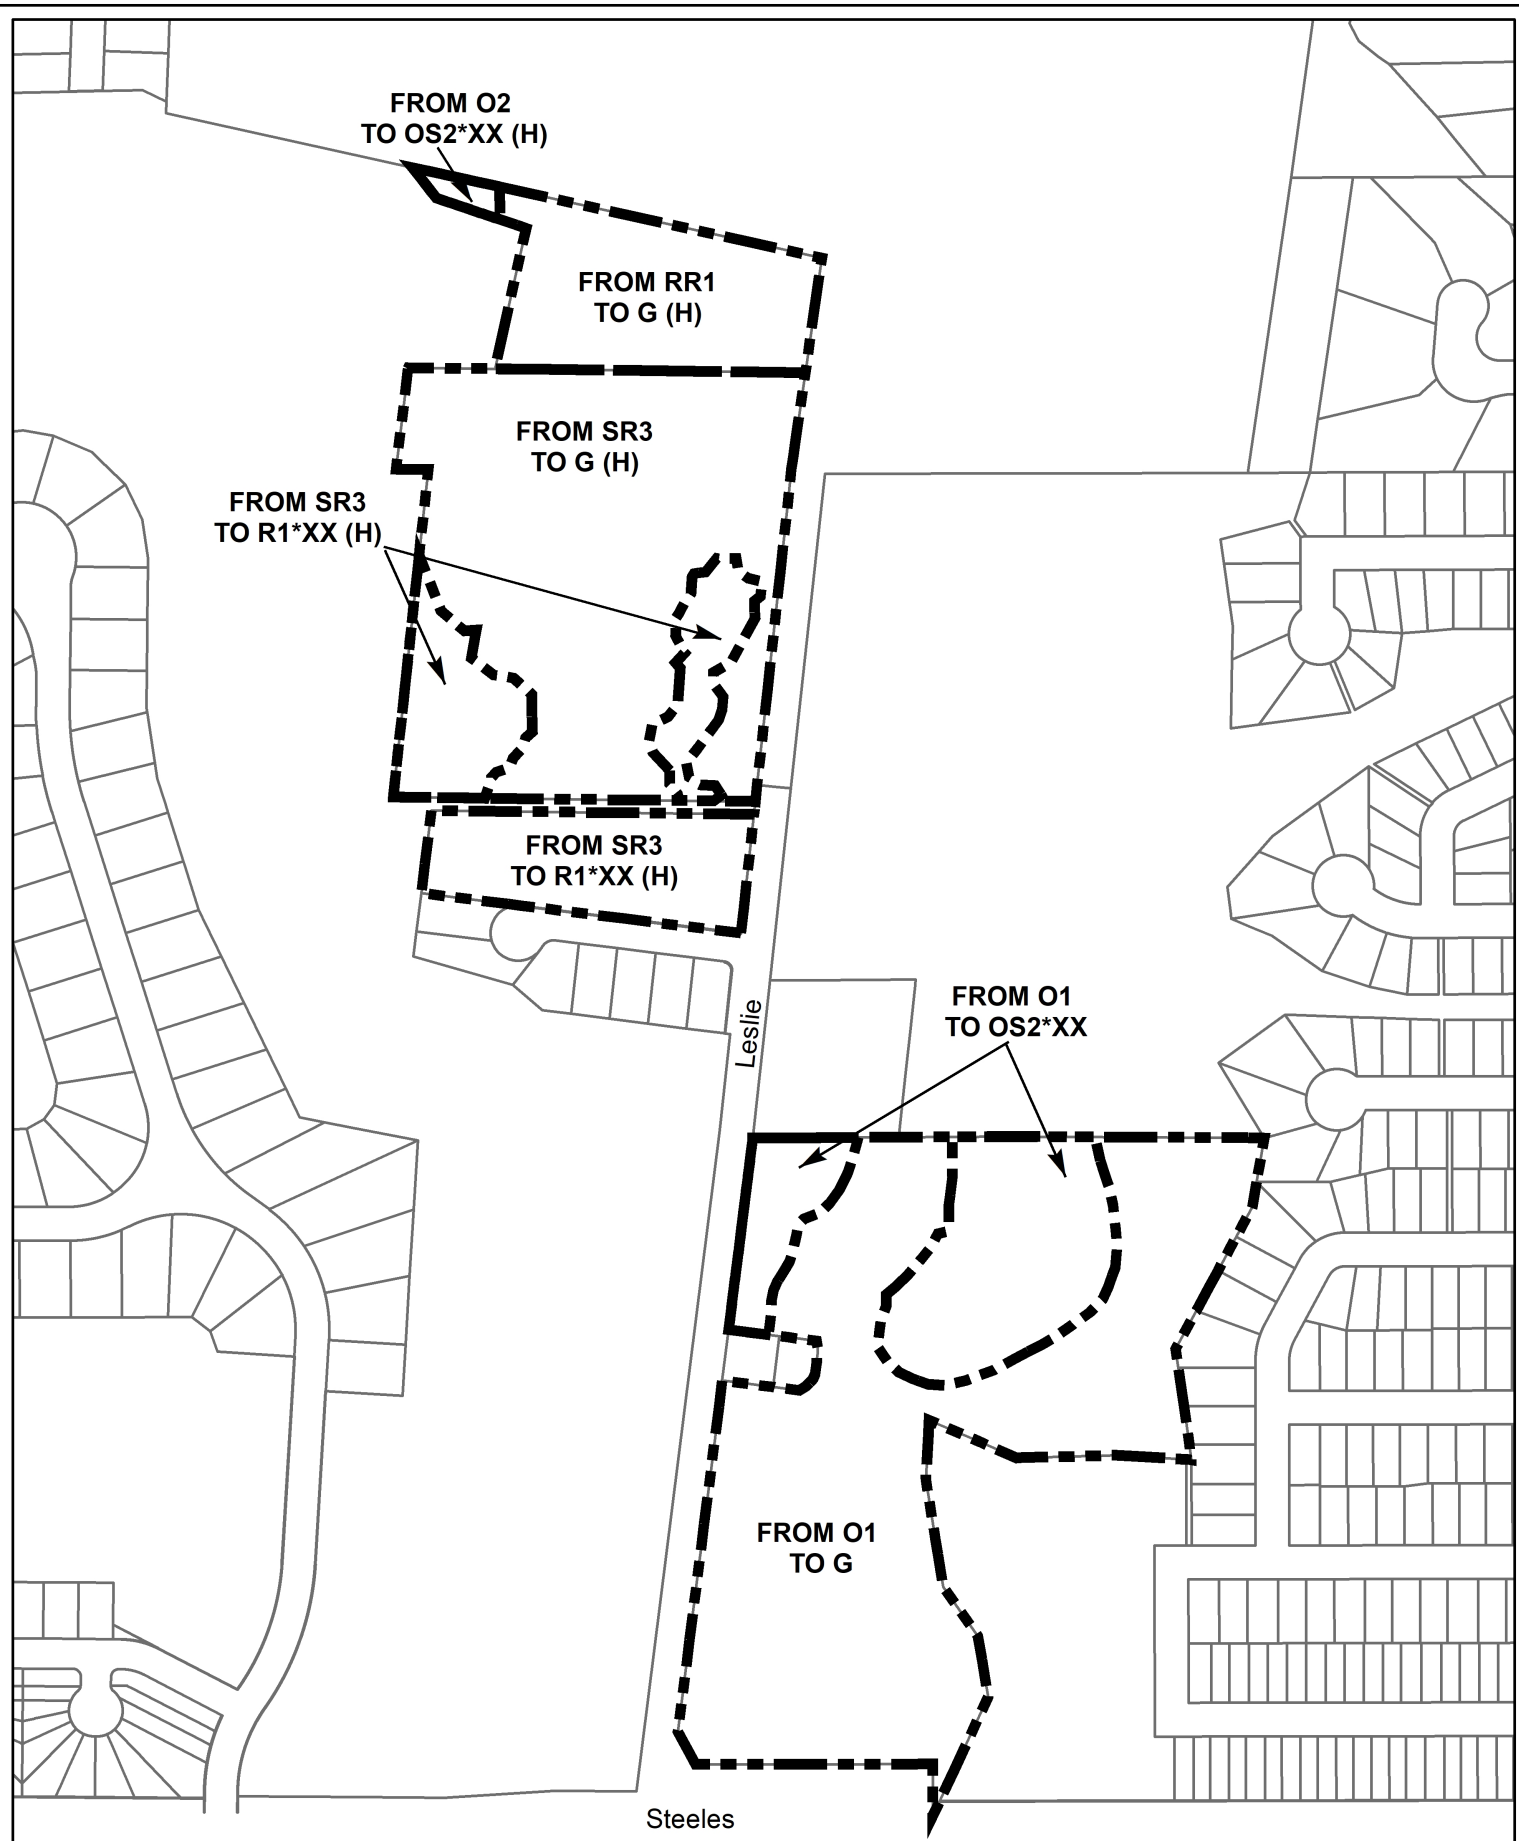 FROM O2
TO OS2*XX (H)
FROM RR1
TO G (H)
FROM SR3
TO G (H)
FROM SR3
TO R1*XX (H)
FROM SR3
TO R1*XX (H)
Leslie
FROM O1
TO OS2*XX
FROM O1
TO G
Steeles